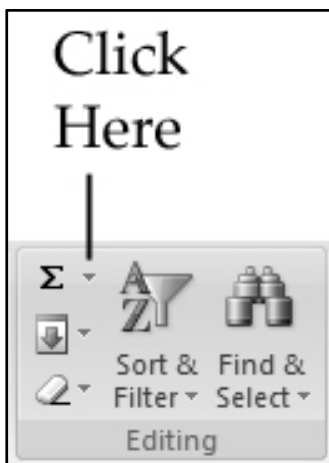 Click
Here
Σ
A
Z
Sort & Find &
Filter Select
Editing